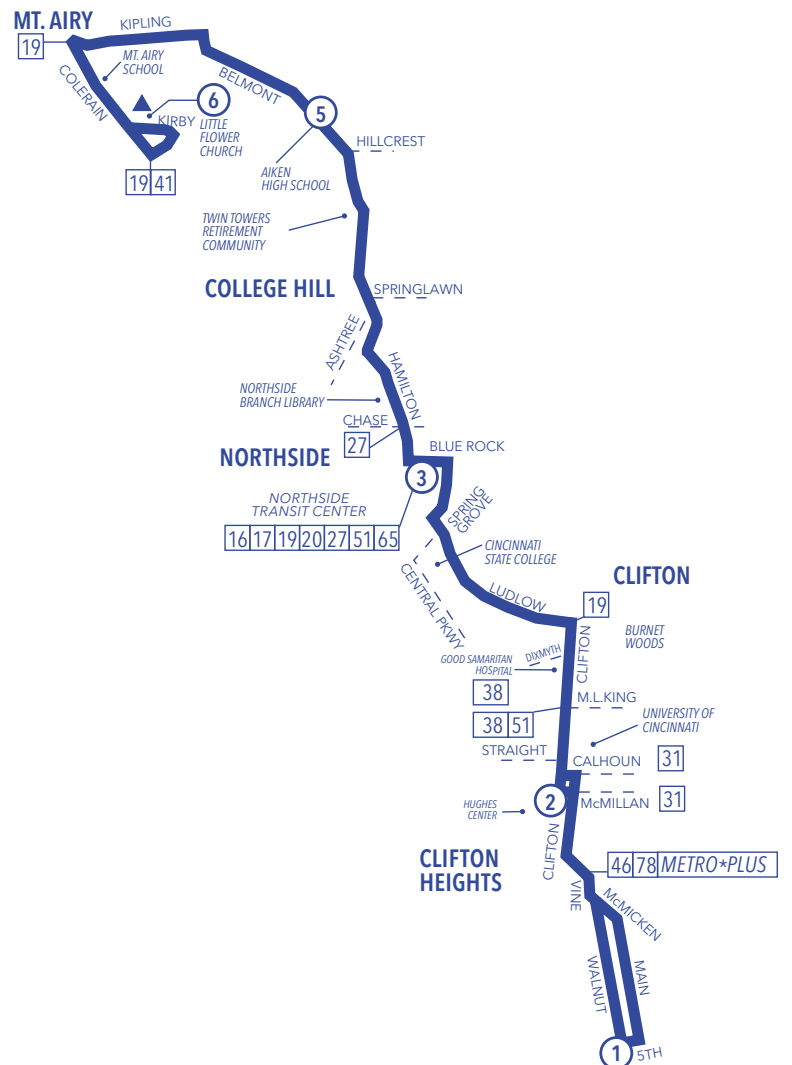 MT. AIRY
KIPLING
19
MT. AIRY
SCHOOL
COLERAIN
BELMONT
6
KIRBY
LITTLE
FLOWER
CHURCH
5
19 41
HILLCREST
AIKEN
HIGH SCHOOL
TWIN TOWERS
RETIREMENT
COMMUNITY
COLLEGE HILL
SPRINGLAWN
ASHTREE
HAMILTON
NORTHSIDE
BRANCH LIBRARY
CHASE
27
NORTHSIDE
BLUE ROCK
3
NORTHSIDE
TRANSIT CENTER
16 17 19 20 27 51 65
SPRING
GROVE
CINCINNATI
STATE COLLEGE
CENTRAL PKWY
LUDLOW
CLIFTON
19
BURNET
WOODS
CLIFTON
DIXMYTH
GOOD SAMARITAN
HOSPITAL
38
M.L.KING
38 51
UNIVERSITY OF
CINCINNATI
STRAIGHT
CALHOUN
31
2
McMILLAN
31
HUGHES
CENTER
CLIFTON
CLIFTON
HEIGHTS
46 78 METRO*PLUS
VINE
McMICKEN
WALNUT
MAIN
1
5TH